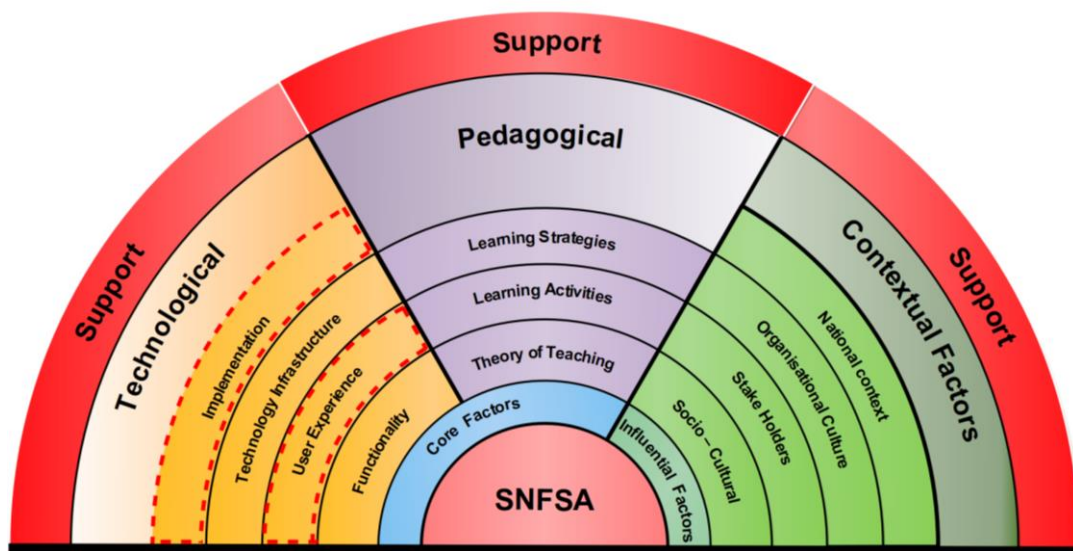 Support
Support
Support
Technological
Pedagogical
Contextual Factors
Implementation
Technology Infrastructure
User Experience
Functionality
Learning Strategies
Learning Activities
Theory of Teaching
National context
Organisational Culture
Stake Holders
Socio – Cultural
Core Factors
Influential Factors
SNFSA